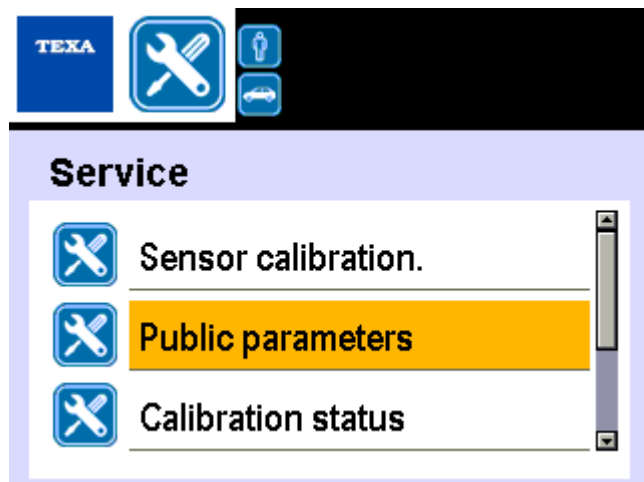 TEXA
Service
Sensor calibration.
Public parameters
Calibration status